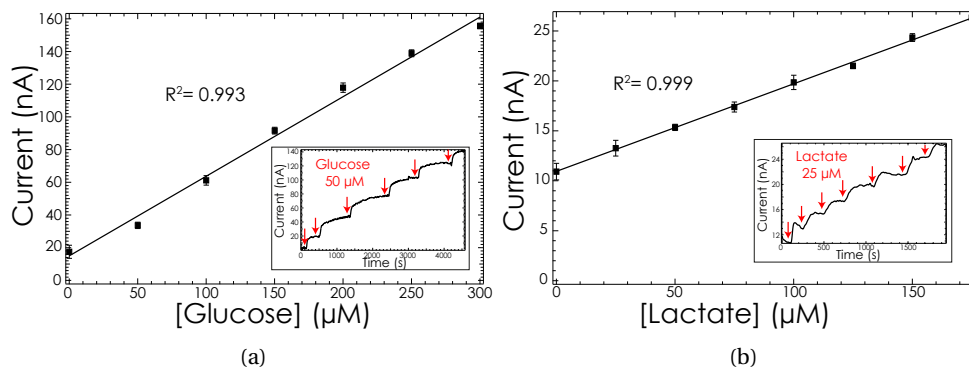 160
140
120
100
80
60
40
20
0
Current (nA)
R²= 0.993
0
50
100
150
200
250
300
[Glucose] (µM)
140
120
100
80
60
40
20
Current (nA)
Glucose
50 µM
0
1000
2000
3000
4000
Time (s)
(a)
25
20
15
10
5
0
Current (nA)
R²= 0.999
0
50
100
150
[Lactate] (µM)
26
24
20
16
12
Current (nA)
Lactate
25 µM
0
500
1000
1500
Time (s)
(b)